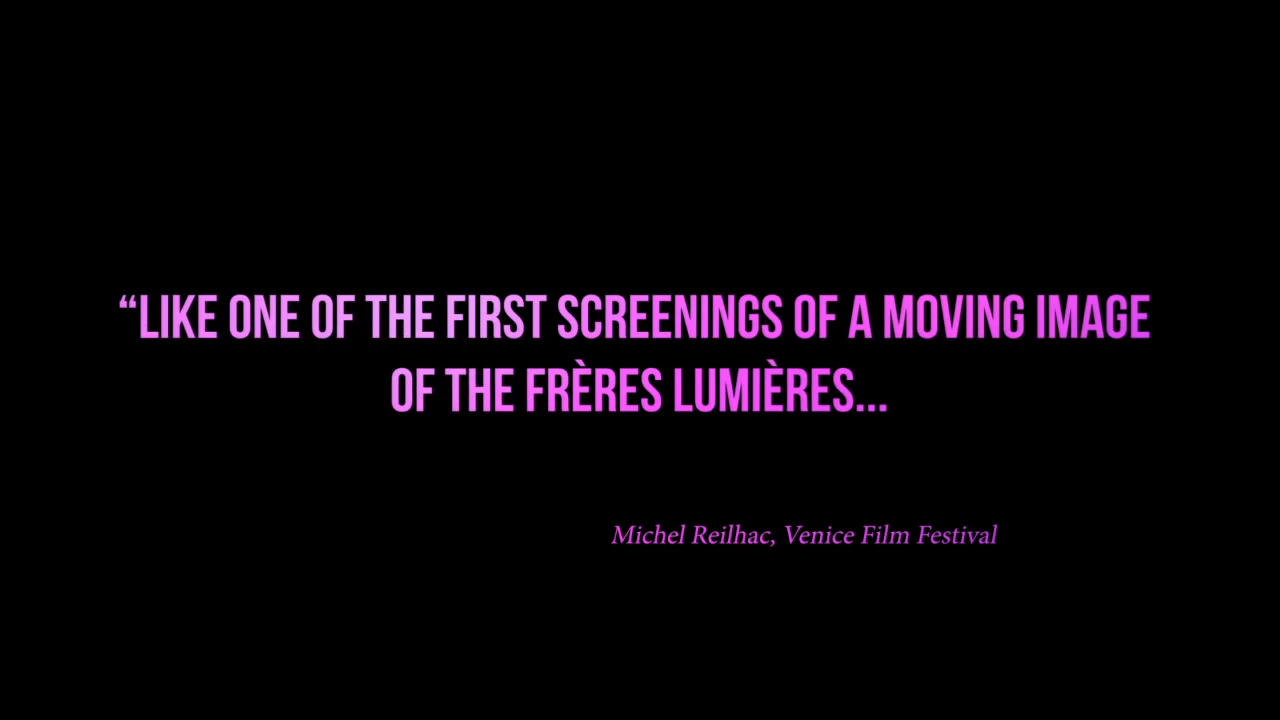 “LIKE ONE OF THE FIRST SCREENINGS OF A MOVING IMAGE
OF THE FRÈRES LUMIÈRES...
Michel Reilhac, Venice Film Festival